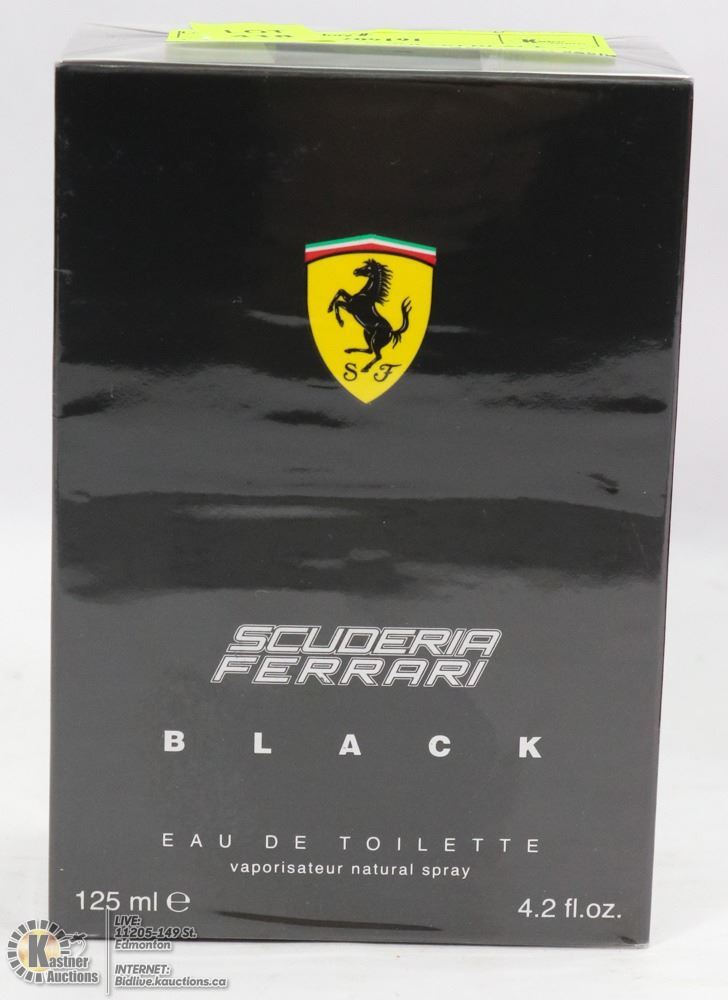 LOT
S F
SCUDERIA
FERRARI
BLACK
EAU DE TOILETTE
vaporisateur natural spray
125 ml ℮
4.2 fl.oz.
Kastner
Auctions
LIVE:
11205-149 St.
Edmonton
INTERNET:
Bidlive.kauctions.ca